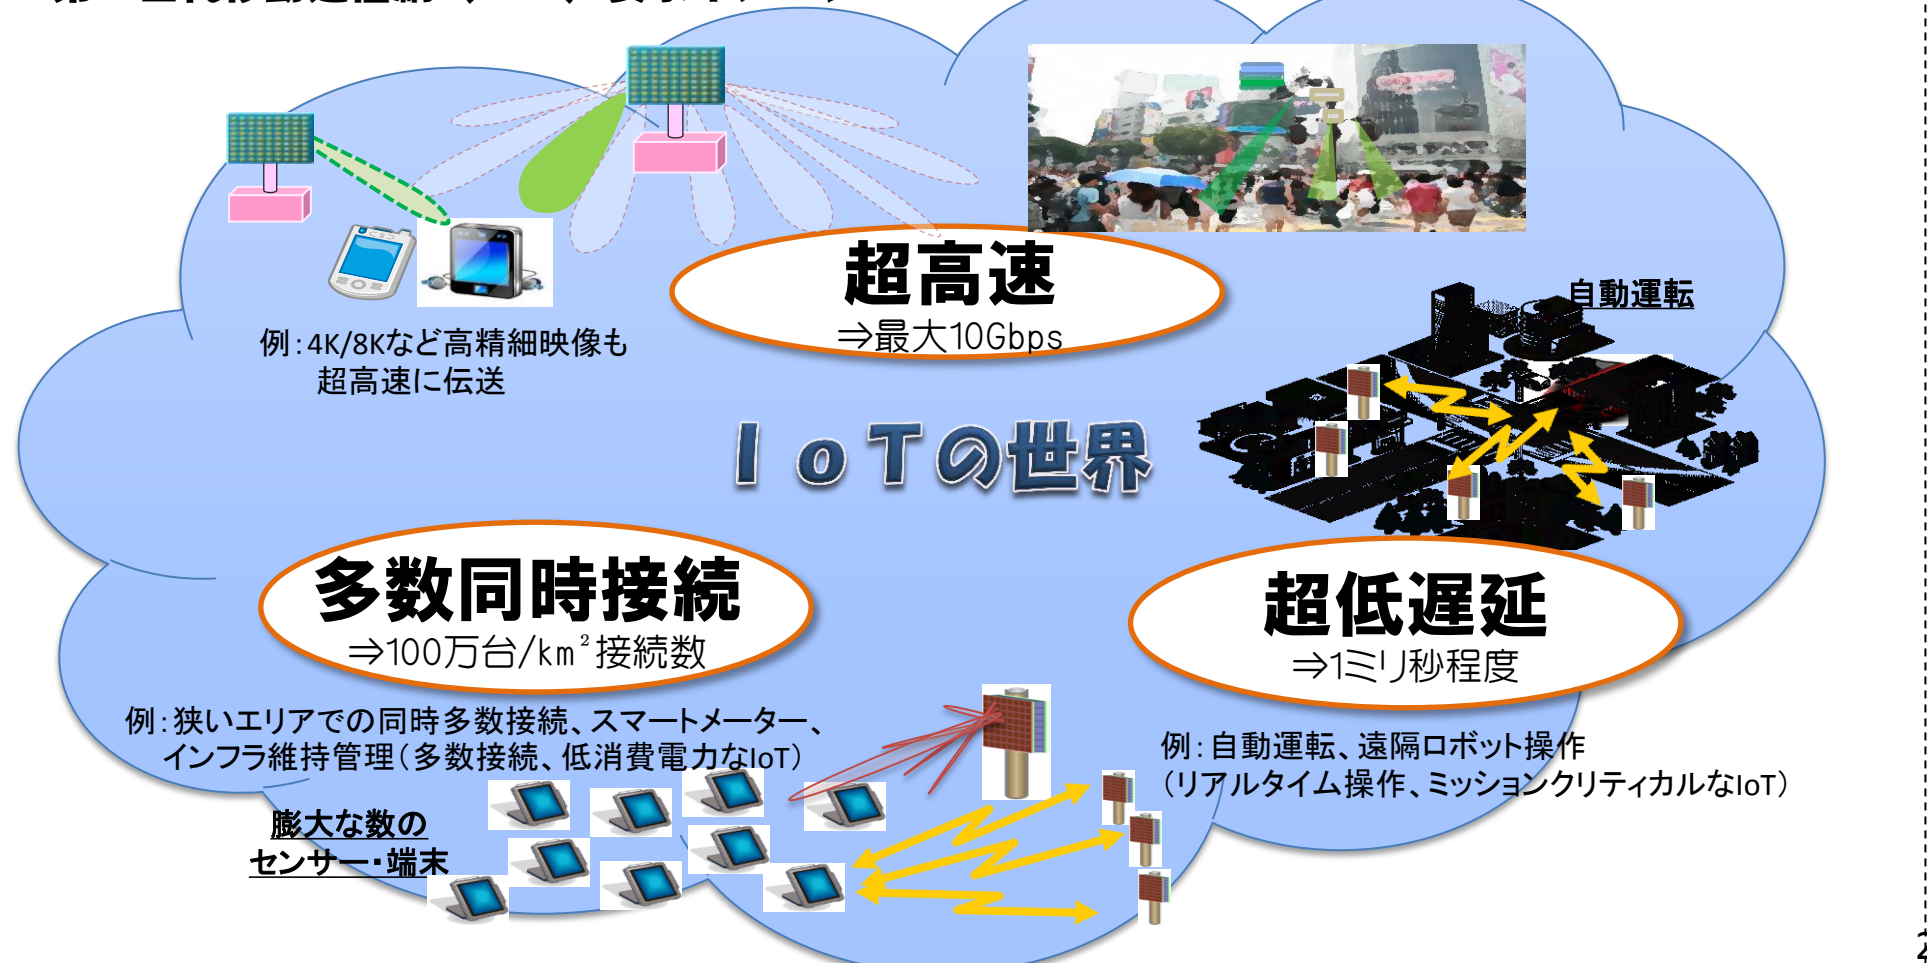 超高速
⇒最大10Gbps
自動運転
例：4K/8Kなど高精細映像も
超高速に伝送
IoTの世界
多数同時接続
⇒100万台/km²接続数
超低遅延
⇒1ミリ秒程度
例：狭いエリアでの同時多数接続、スマートメーター、
インフラ維持管理（多数接続、低消費電力なIoT）
例：自動運転、遠隔ロボット操作
（リアルタイム操作、ミッションクリティカルなIoT）
膨大な数の
センサー・端末